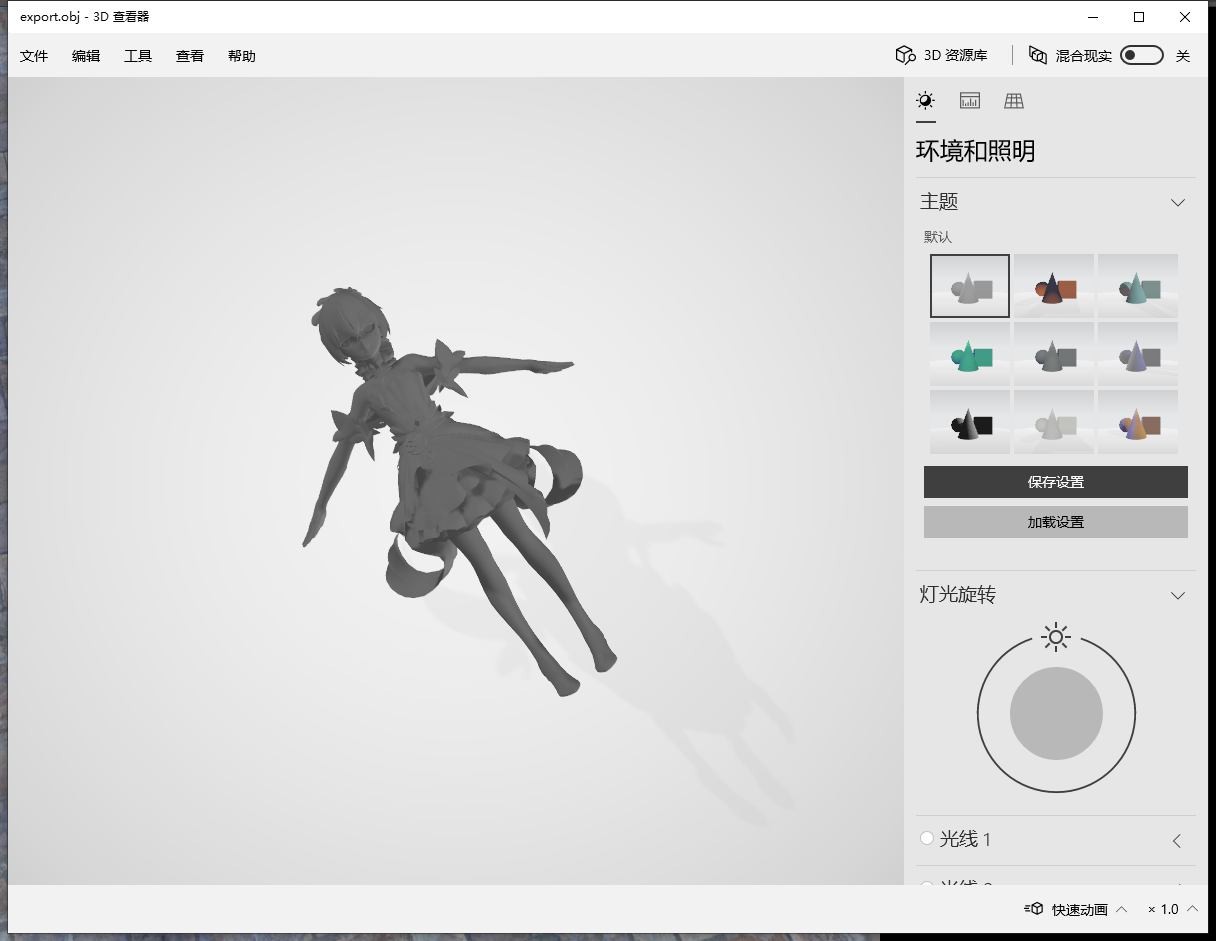 export.obj - 3D 查看器
文件 编辑 工具 查看 帮助
3D 资源库 混合现实 关
环境和照明
主题
默认
保存设置
加载设置
灯光旋转
光线 1
快速动画 × 1.0